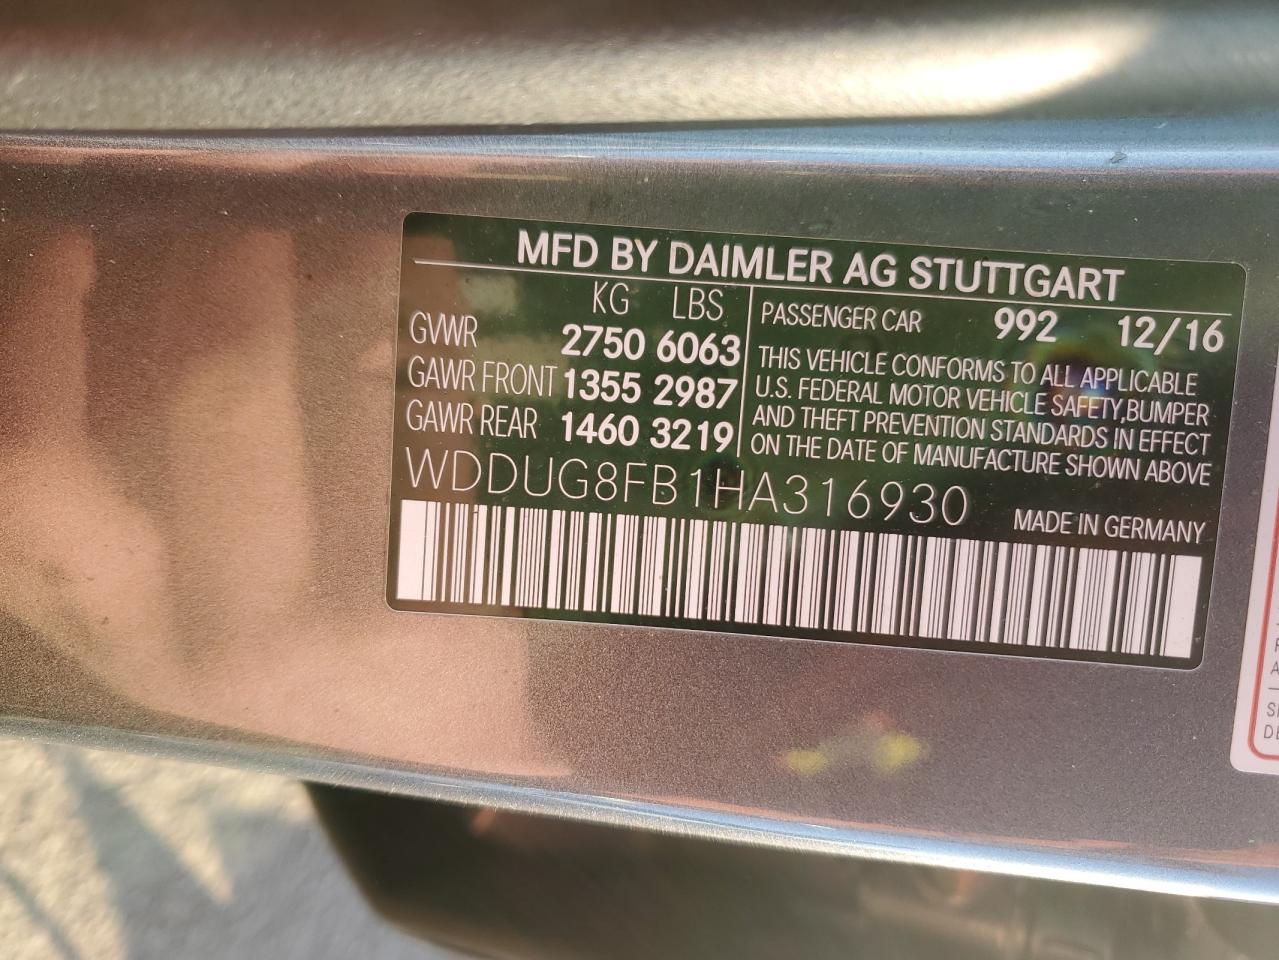 MFD BY DAIMLER AG STUTTGART
KG LBS
GVWR 2750 6063
GAWR FRONT 1355 2987
GAWR REAR 1460 3219
PASSENGER CAR 992 12/16
THIS VEHICLE CONFORMS TO ALL APPLICABLE
U.S. FEDERAL MOTOR VEHICLE SAFETY,BUMPER
AND THEFT PREVENTION STANDARDS IN EFFECT
ON THE DATE OF MANUFACTURE SHOWN ABOVE
WDDUG8FB1HA316930
MADE IN GERMANY